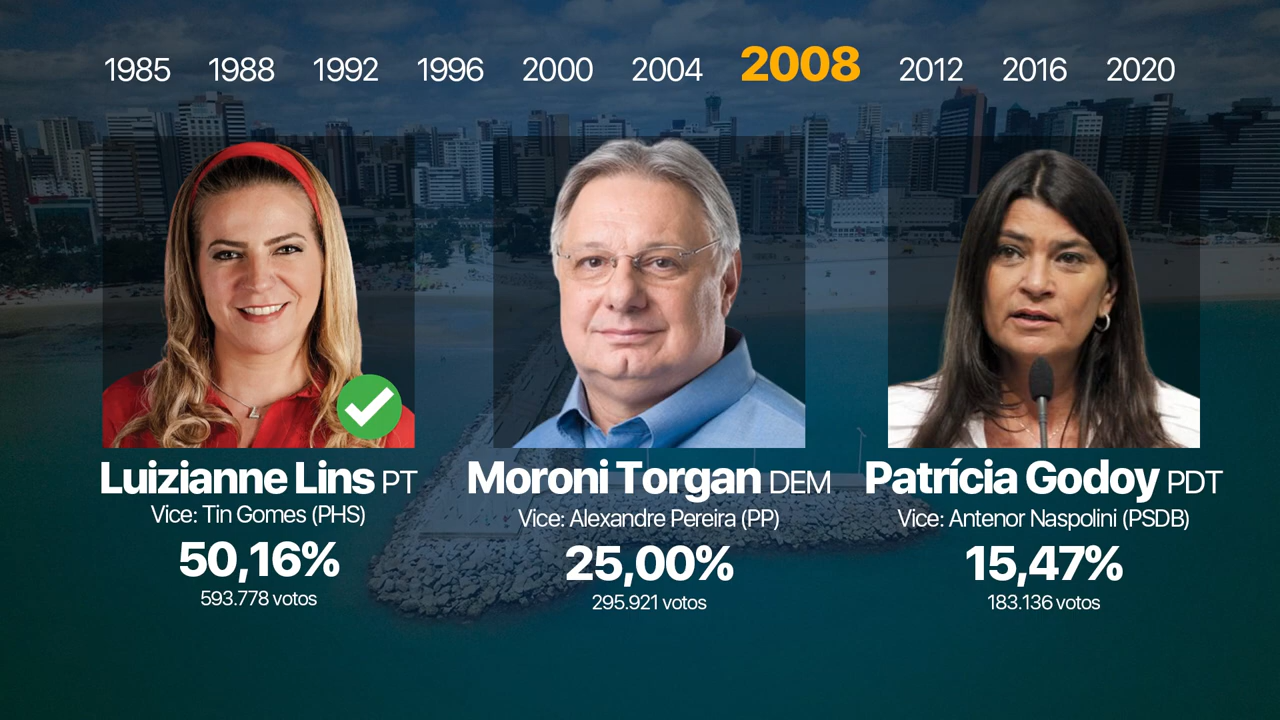 1985 1988 1992 1996 2000 2004 2008 2012 2016 2020
Luizianne Lins PT
Vice: Tin Gomes (PHS)
50,16%
593.778 votos
Moroni Torgan DEM
Vice: Alexandre Pereira (PP)
25,00%
295.921 votos
Patrícia Godoy PDT
Vice: Antenor Naspolini (PSDB)
15,47%
183.136 votos